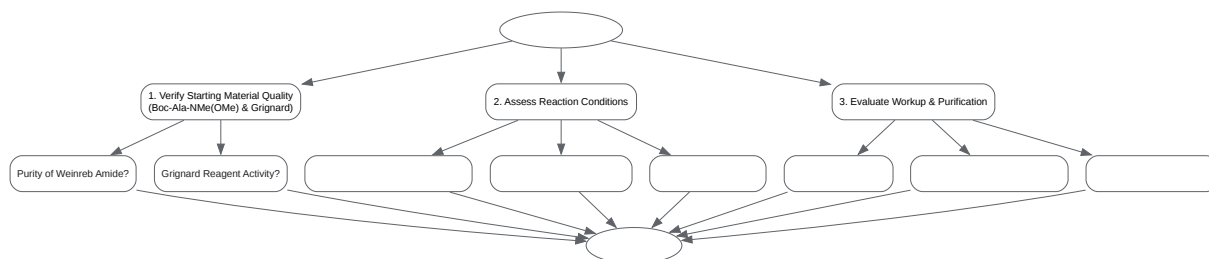 1. Verify Starting Material Quality
(Boc-Ala-NMe(OMe) & Grignard)
2. Assess Reaction Conditions
3. Evaluate Workup & Purification
Purity of Weinreb Amide?
Grignard Reagent Activity?